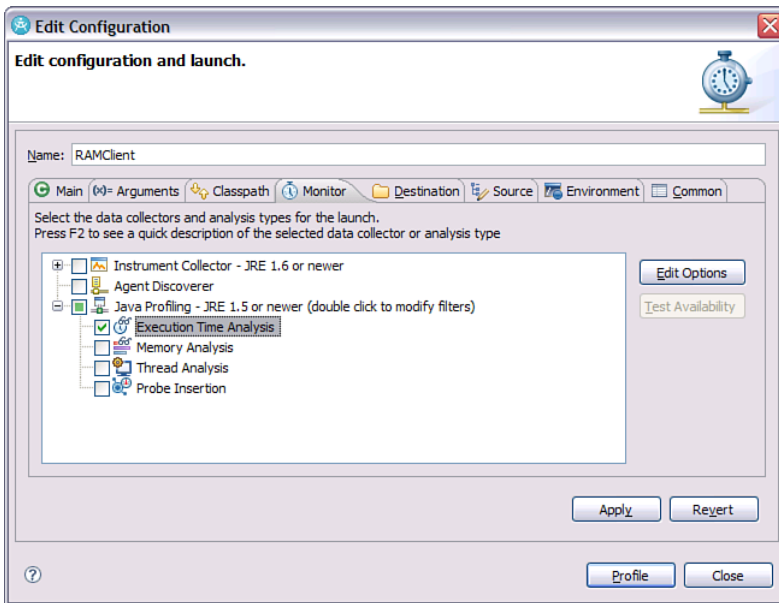 Edit Configuration
Edit configuration and launch.
Name: RAMClient
Main (x)= Arguments Classpath Monitor Destination Source Environment Common
Select the data collectors and analysis types for the launch.
Press F2 to see a quick description of the selected data collector or analysis type
Instrument Collector - JRE 1.6 or newer
Edit Options
Agent Discoverer
Java Profiling - JRE 1.5 or newer (double click to modify filters)
Test Availability
Execution Time Analysis
Memory Analysis
Thread Analysis
Probe Insertion
Apply Revert
Profile Close